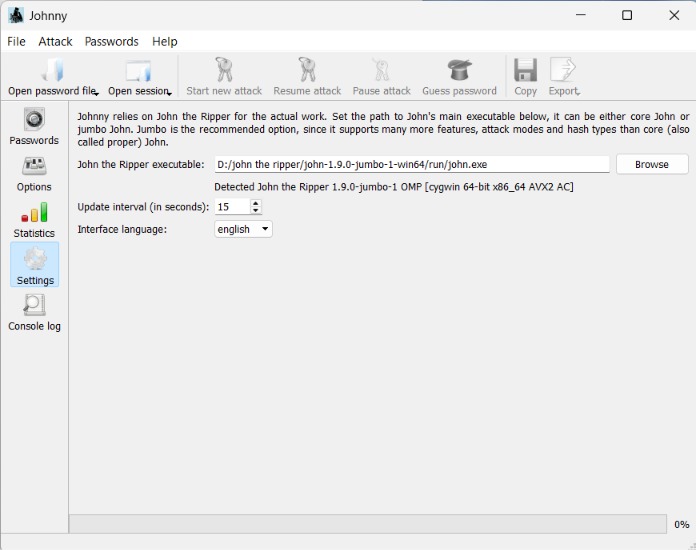 Johnny
File Attack Passwords Help
Open password file Open session Start new attack Resume attack Pause attack Guess password Copy Export
Passwords
Options
Statistics
Settings
Console log
Johnny relies on John the Ripper for the actual work. Set the path to John's main executable below, it can be either core John or
jumbo John. Jumbo is the recommended option, since it supports many more features, attack modes and hash types than core (also
called proper) John.
John the Ripper executable: D:/john the ripper/john-1.9.0-jumbo-1-win64/run/john.exe Browse
Detected John the Ripper 1.9.0-jumbo-1 OMP [cygwin 64-bit x86_64 AVX2 AC]
Update interval (in seconds): 15
Interface language: english
0%